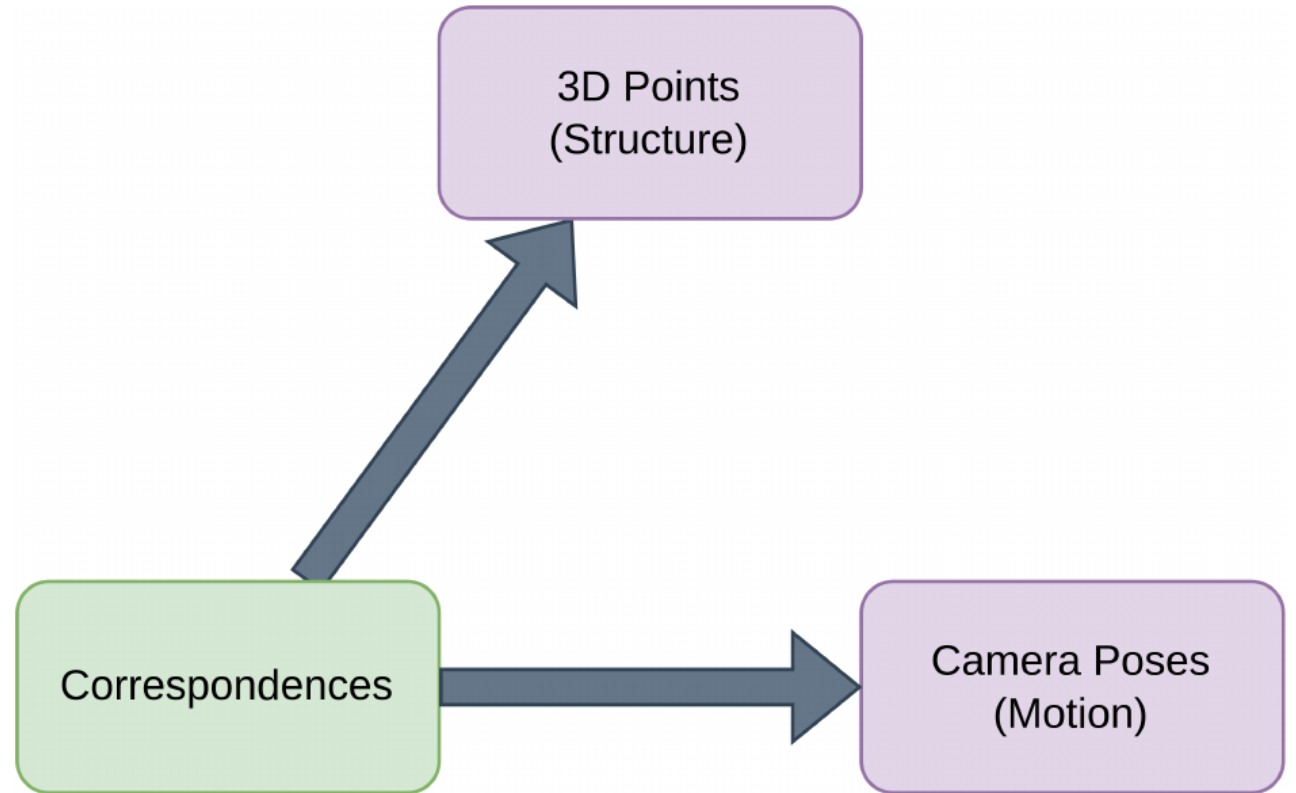 3D Points
(Structure)
Correspondences
Camera Poses
(Motion)